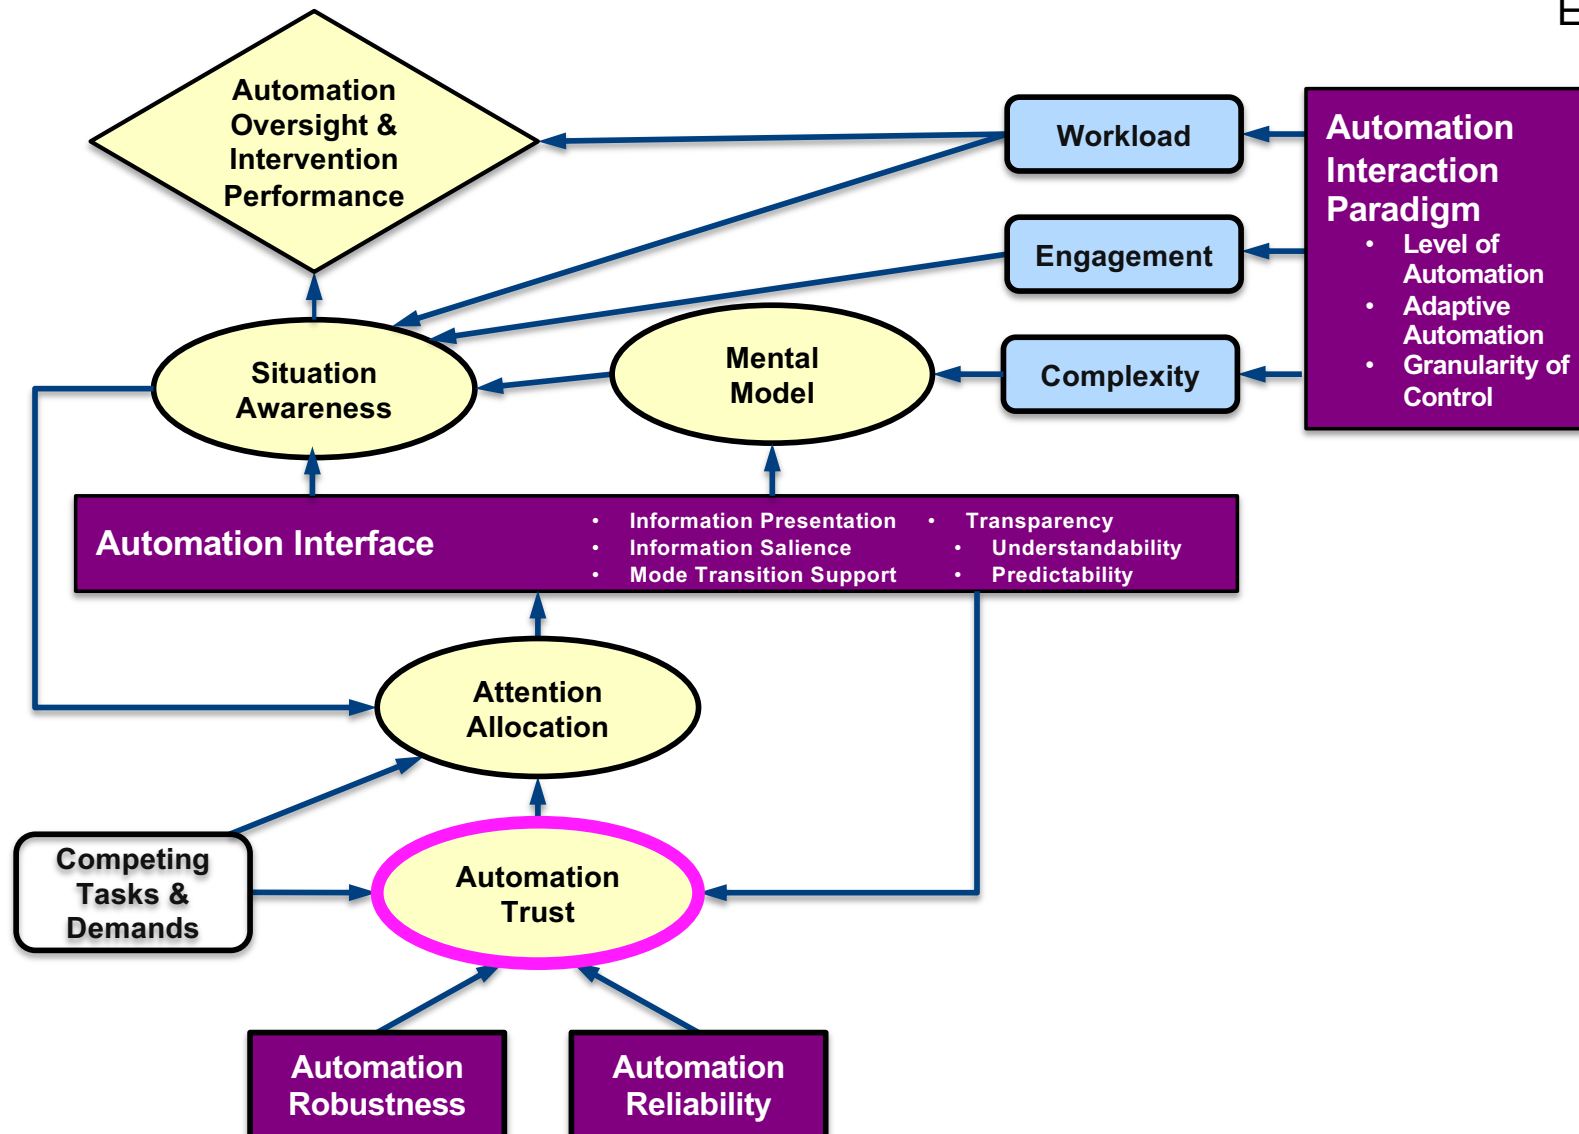 E
Automation
Oversight &
Intervention
Performance
Workload
Engagement
Complexity
Automation
Interaction
Paradigm
• Level of
Automation
• Adaptive
Automation
• Granularity of
Control
Situation
Awareness
Mental
Model
Automation Interface
• Information Presentation
• Information Salience
• Mode Transition Support
• Transparency
• Understandability
• Predictability
Attention
Allocation
Competing
Tasks &
Demands
Automation
Trust
Automation
Robustness
Automation
Reliability